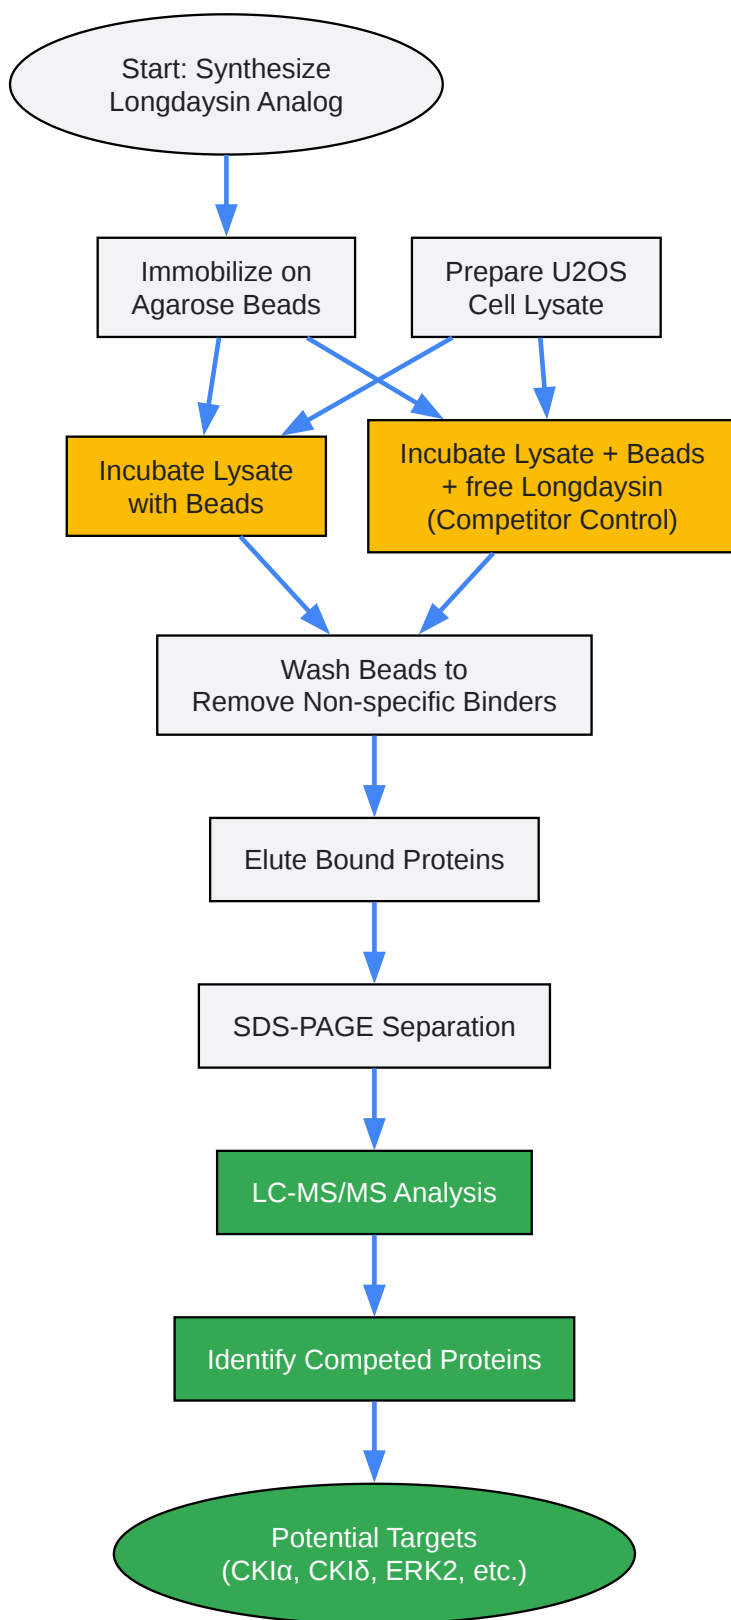 Start: Synthesize
Longdaysin Analog
Immobilize on
Agarose Beads
Prepare U2OS
Cell Lysate
Incubate Lysate
with Beads
Incubate Lysate + Beads
+ free Longdaysin
(Competitor Control)
Wash Beads to
Remove Non-specific Binders
Elute Bound Proteins
SDS-PAGE Separation
LC-MS/MS Analysis
Identify Competed Proteins
Potential Targets
(CKIα, CKIδ, ERK2, etc.)